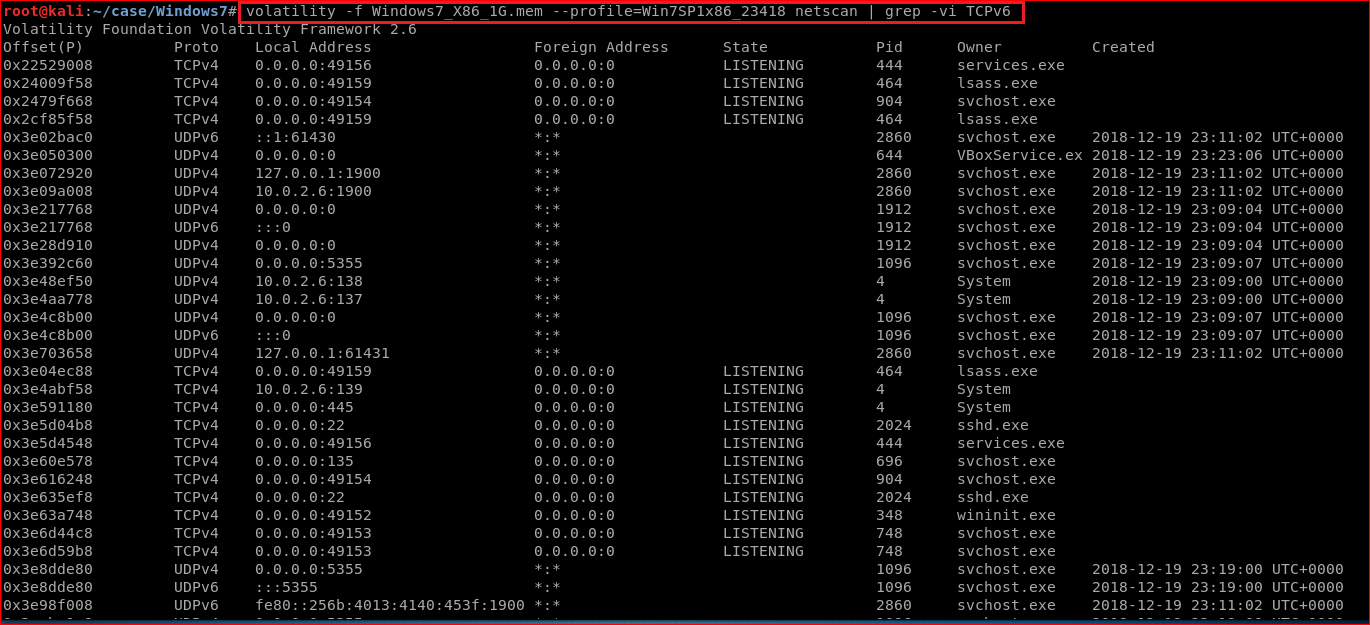 root@kali:~/case/Windows7# volatility -f Windows7_X86_1G.mem --profile=Win7SP1x86_23418 netscan | grep -vi TCPv6
Volatility Foundation Volatility Framework 2.6
Offset(P) Proto Local Address Foreign Address State Pid Owner Created
0x22529008 TCPv4 0.0.0.0:49156 0.0.0.0:0 LISTENING 444 services.exe
0x24009f58 TCPv4 0.0.0.0:49159 0.0.0.0:0 LISTENING 464 lsass.exe
0x2479f668 TCPv4 0.0.0.0:49154 0.0.0.0:0 LISTENING 904 svchost.exe
0x2cf85f58 TCPv4 0.0.0.0:49159 0.0.0.0:0 LISTENING 464 lsass.exe
0x3e02bac0 UDPv6 ::1:61430 *:* 2860 svchost.exe 2018-12-19 23:11:02 UTC+0000
0x3e050300 UDPv4 0.0.0.0:0 *:* 644 VBoxService.ex 2018-12-19 23:23:06 UTC+0000
0x3e072920 UDPv4 127.0.0.1:1900 *:* 2860 svchost.exe 2018-12-19 23:11:02 UTC+0000
0x3e09a008 UDPv4 10.0.2.6:1900 *:* 2860 svchost.exe 2018-12-19 23:11:02 UTC+0000
0x3e217768 UDPv4 0.0.0.0:0 *:* 1912 svchost.exe 2018-12-19 23:09:04 UTC+0000
0x3e217768 UDPv6 :::0 *:* 1912 svchost.exe 2018-12-19 23:09:04 UTC+0000
0x3e28d910 UDPv4 0.0.0.0:0 *:* 1912 svchost.exe 2018-12-19 23:09:04 UTC+0000
0x3e392c60 UDPv4 0.0.0.0:5355 *:* 1096 svchost.exe 2018-12-19 23:09:07 UTC+0000
0x3e48ef50 UDPv4 10.0.2.6:138 *:* 4 System 2018-12-19 23:09:00 UTC+0000
0x3e4aa778 UDPv4 10.0.2.6:137 *:* 4 System 2018-12-19 23:09:00 UTC+0000
0x3e4c8b00 UDPv4 0.0.0.0:0 *:* 1096 svchost.exe 2018-12-19 23:09:07 UTC+0000
0x3e4c8b00 UDPv6 :::0 *:* 1096 svchost.exe 2018-12-19 23:09:07 UTC+0000
0x3e703658 UDPv4 127.0.0.1:61431 *:* 2860 svchost.exe 2018-12-19 23:11:02 UTC+0000
0x3e04ec88 TCPv4 0.0.0.0:49159 0.0.0.0:0 LISTENING 464 lsass.exe
0x3e4abf58 TCPv4 10.0.2.6:139 0.0.0.0:0 LISTENING 4 System
0x3e591180 TCPv4 0.0.0.0:445 0.0.0.0:0 LISTENING 4 System
0x3e5d04b8 TCPv4 0.0.0.0:22 0.0.0.0:0 LISTENING 2024 sshd.exe
0x3e5d4548 TCPv4 0.0.0.0:49156 0.0.0.0:0 LISTENING 444 services.exe
0x3e60e578 TCPv4 0.0.0.0:135 0.0.0.0:0 LISTENING 696 svchost.exe
0x3e616248 TCPv4 0.0.0.0:49154 0.0.0.0:0 LISTENING 904 svchost.exe
0x3e635ef8 TCPv4 0.0.0.0:22 0.0.0.0:0 LISTENING 2024 sshd.exe
0x3e63a748 TCPv4 0.0.0.0:49152 0.0.0.0:0 LISTENING 348 wininit.exe
0x3e6d44c8 TCPv4 0.0.0.0:49153 0.0.0.0:0 LISTENING 748 svchost.exe
0x3e6d59b8 TCPv4 0.0.0.0:49153 0.0.0.0:0 LISTENING 748 svchost.exe
0x3e8dde80 UDPv4 0.0.0.0:5355 *:* 1096 svchost.exe 2018-12-19 23:19:00 UTC+0000
0x3e8dde80 UDPv6 :::5355 *:* 1096 svchost.exe 2018-12-19 23:19:00 UTC+0000
0x3e98f008 UDPv6 fe80::256b:4013:4140:453f:1900 *:* 2860 svchost.exe 2018-12-19 23:11:02 UTC+0000